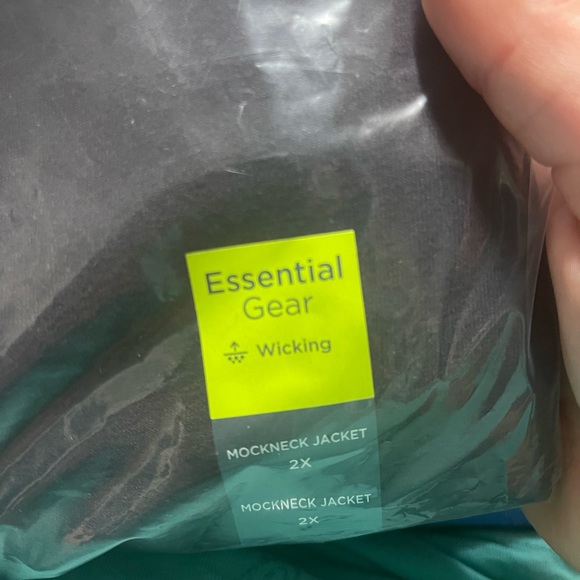 Essential
Gear
Wicking
MOCKNECK JACKET
2X
MOCKNECK JACKET
2X